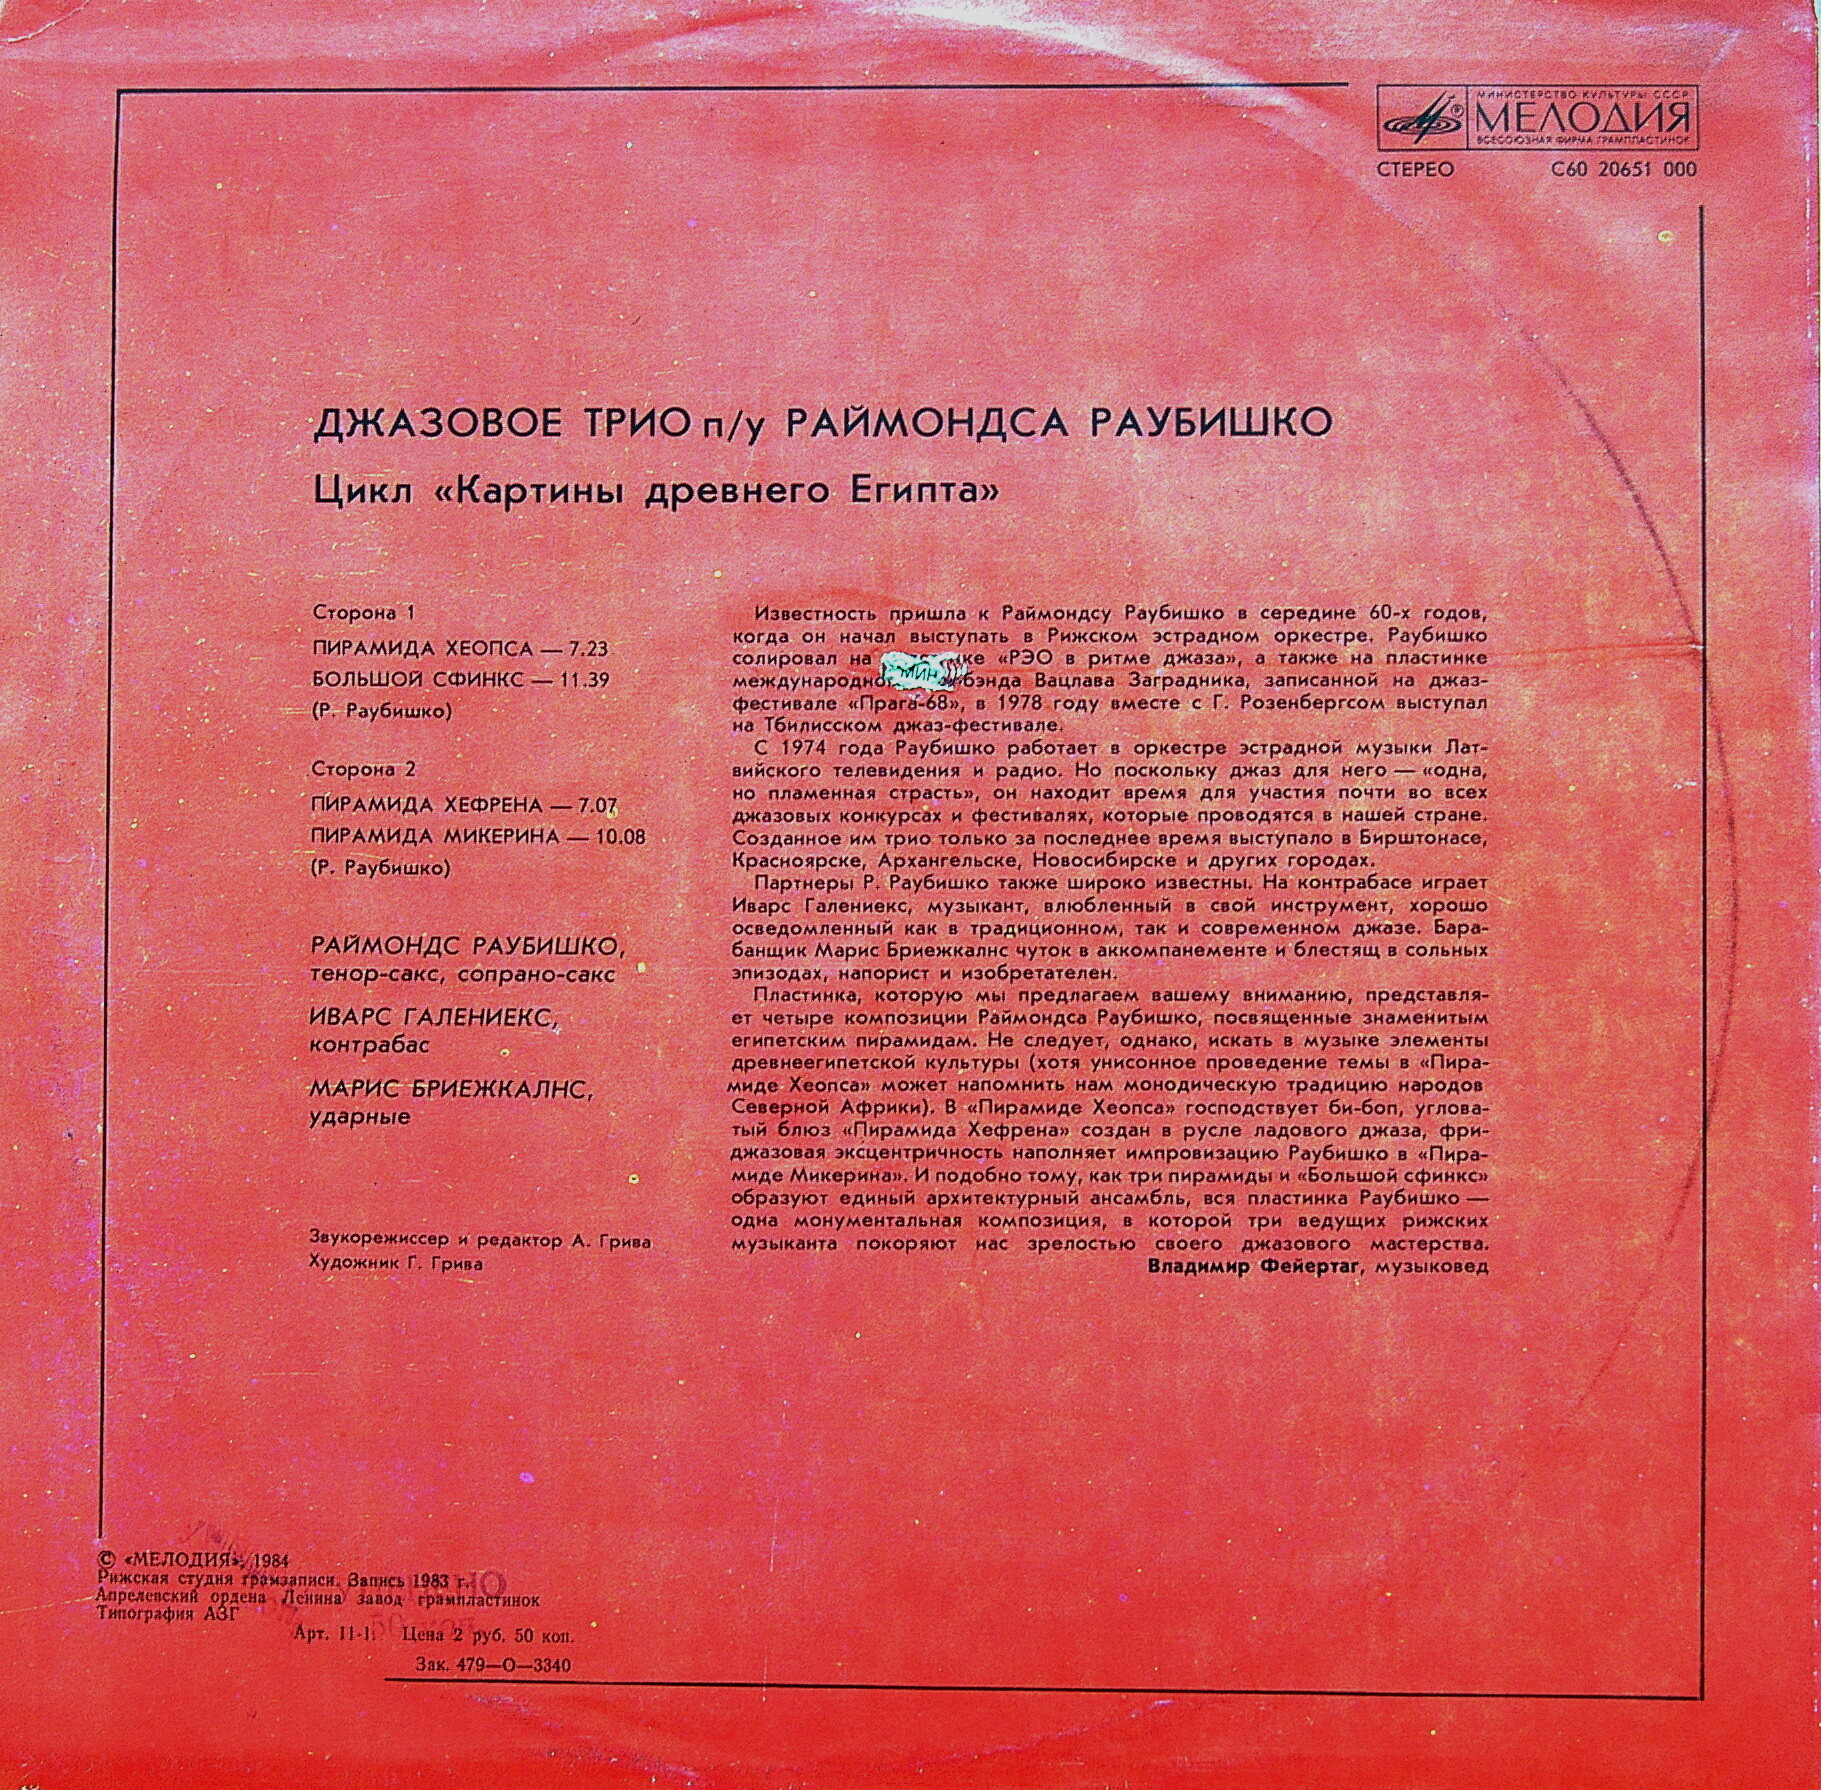 МИНИСТЕРСТВО КУЛЬТУРЫ СССР
МЕЛОДИЯ
ВСЕСОЮЗНАЯ ФИРМА ГРАМПЛАСТИНОК
СТЕРЕО С60 20651 000
ДЖАЗОВОЕ ТРИО п/у РАЙМОНДСА РАУБИШКО
Цикл «Картины древнего Египта»
Сторона 1
ПИРАМИДА ХЕОПСА — 7.23
БОЛЬШОЙ СФИНКС — 11.39
(Р. Раубишко)
Сторона 2
ПИРАМИДА ХЕФРЕНА — 7.07
ПИРАМИДА МИКЕРИНА — 10.08
(Р. Раубишко)
РАЙМОНДС РАУБИШКО,
тенор-сакс, сопрано-сакс
ИВАРС ГАЛЕНИЕКС,
контрабас
МАРИС БРИЕЖКАЛНС,
ударные
Звукорежиссер и редактор А. Грива
Художник Г. Грива
Известность пришла к Раймондсу Раубишко в середине 60-х годов,
когда он начал выступать в Рижском эстрадном оркестре. Раубишко
солировал на «РЭО в ритме джаза», а также на пластинке
Вацлава Заградника, записанной на джаз-
фестивале «Прага-68», в 1978 году вместе с Г. Розенбергсом выступал
на Тбилисском джаз-фестивале.
С 1974 года Раубишко работает в оркестре эстрадной музыки Лат-
вийского телевидения и радио. Но поскольку джаз для него — «одна,
но пламенная страсть», он находит время для участия почти во всех
джазовых конкурсах и фестивалях, которые проводятся в нашей стране.
Созданное им трио только за последнее время выступало в Бирштонасе,
Красноярске, Архангельске, Новосибирске и других городах.
Партнеры Р. Раубишко также широко известны. На контрабасе играет
Иварс Галениекс, музыкант, влюбленный в свой инструмент, хорошо
осведомленный как в традиционном, так и современном джазе. Бара-
банщик Марис Бриежкалнс чуток в аккомпанементе и блестящ в сольных
эпизодах, напорист и изобретателен.
Пластинка, которую мы предлагаем вашему вниманию, представля-
ет четыре композиции Раймондса Раубишко, посвященные знаменитым
египетским пирамидам. Не следует, однако, искать в музыке элементы
древнеегипетской культуры (хотя унисонное проведение темы в «Пира-
миде Хеопса» может напомнить нам монодическую традицию народов
Северной Африки). В «Пирамиде Хеопса» господствует би-боп, углова-
тый блюз «Пирамида Хефрена» создан в русле ладового джаза, фри-
джазовая эксцентричность наполняет импровизацию Раубишко в «Пира-
миде Микерина». И подобно тому, как три пирамиды и «Большой сфинкс»
образуют единый архитектурный ансамбль, вся пластинка Раубишко —
одна монументальная композиция, в которой три ведущих рижских
музыканта покоряют нас зрелостью своего джазового мастерства.
Владимир Фейертаг, музыковед
© «МЕЛОДИЯ», 1984
Рижская студия грамзаписи. Запись 1983 г.
Апрелевский ордена Ленина завод грампластинок
Типография АЗГ
Арт. 11-1. Цена 2 руб. 50 коп.
Зак. 479—О—3340